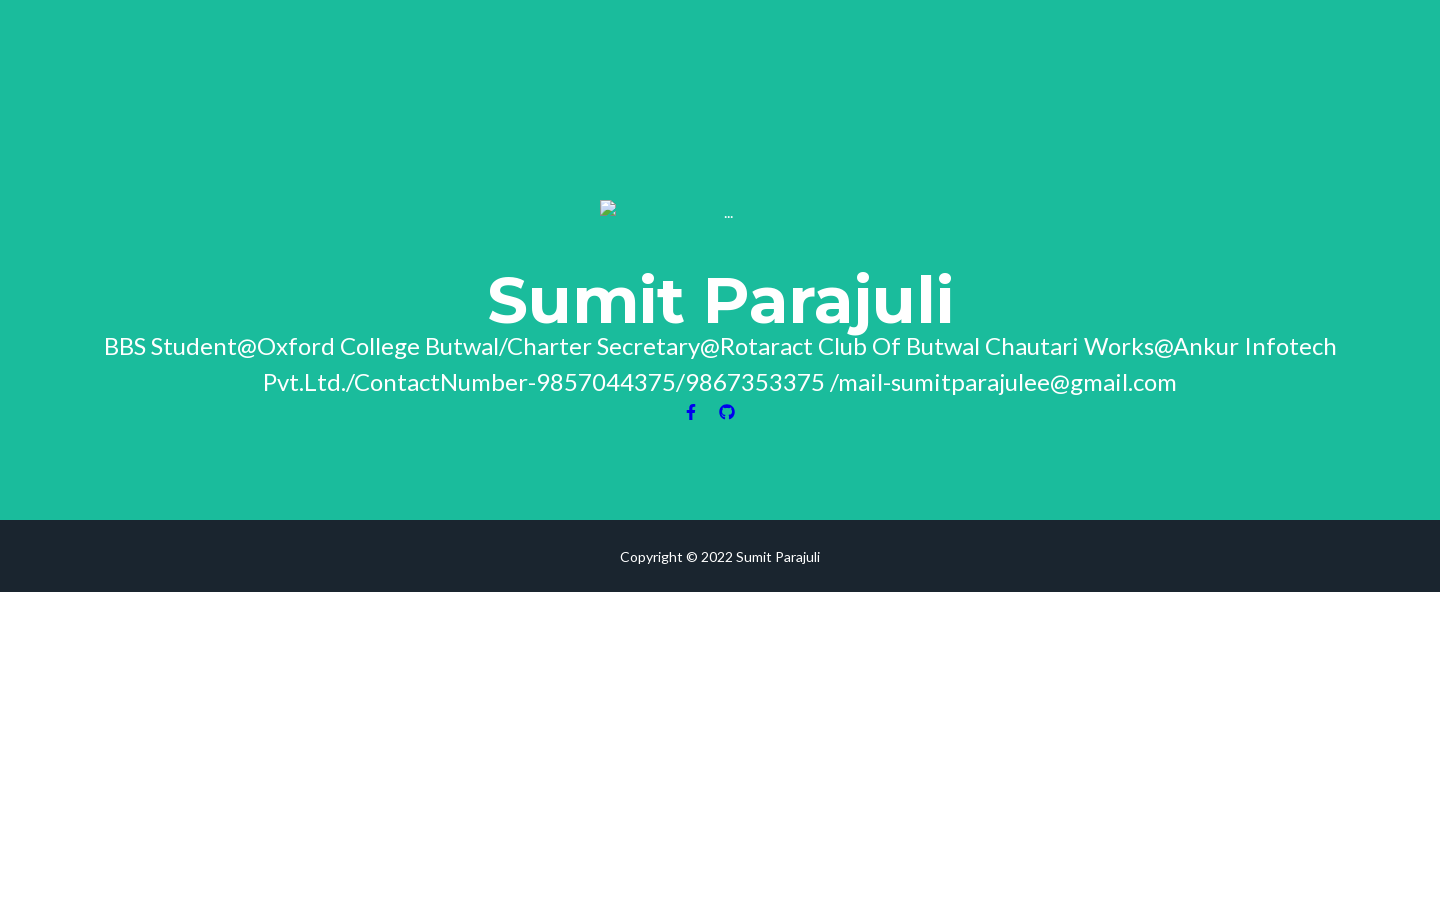 ...
Sumit Parajuli
BBS Student@Oxford College Butwal/Charter Secretary@Rotaract Club Of Butwal Chautari Works@Ankur Infotech
Pvt.Ltd./ContactNumber-9857044375/9867353375 /mail-sumitparajulee@gmail.com
Copyright © 2022 Sumit Parajuli